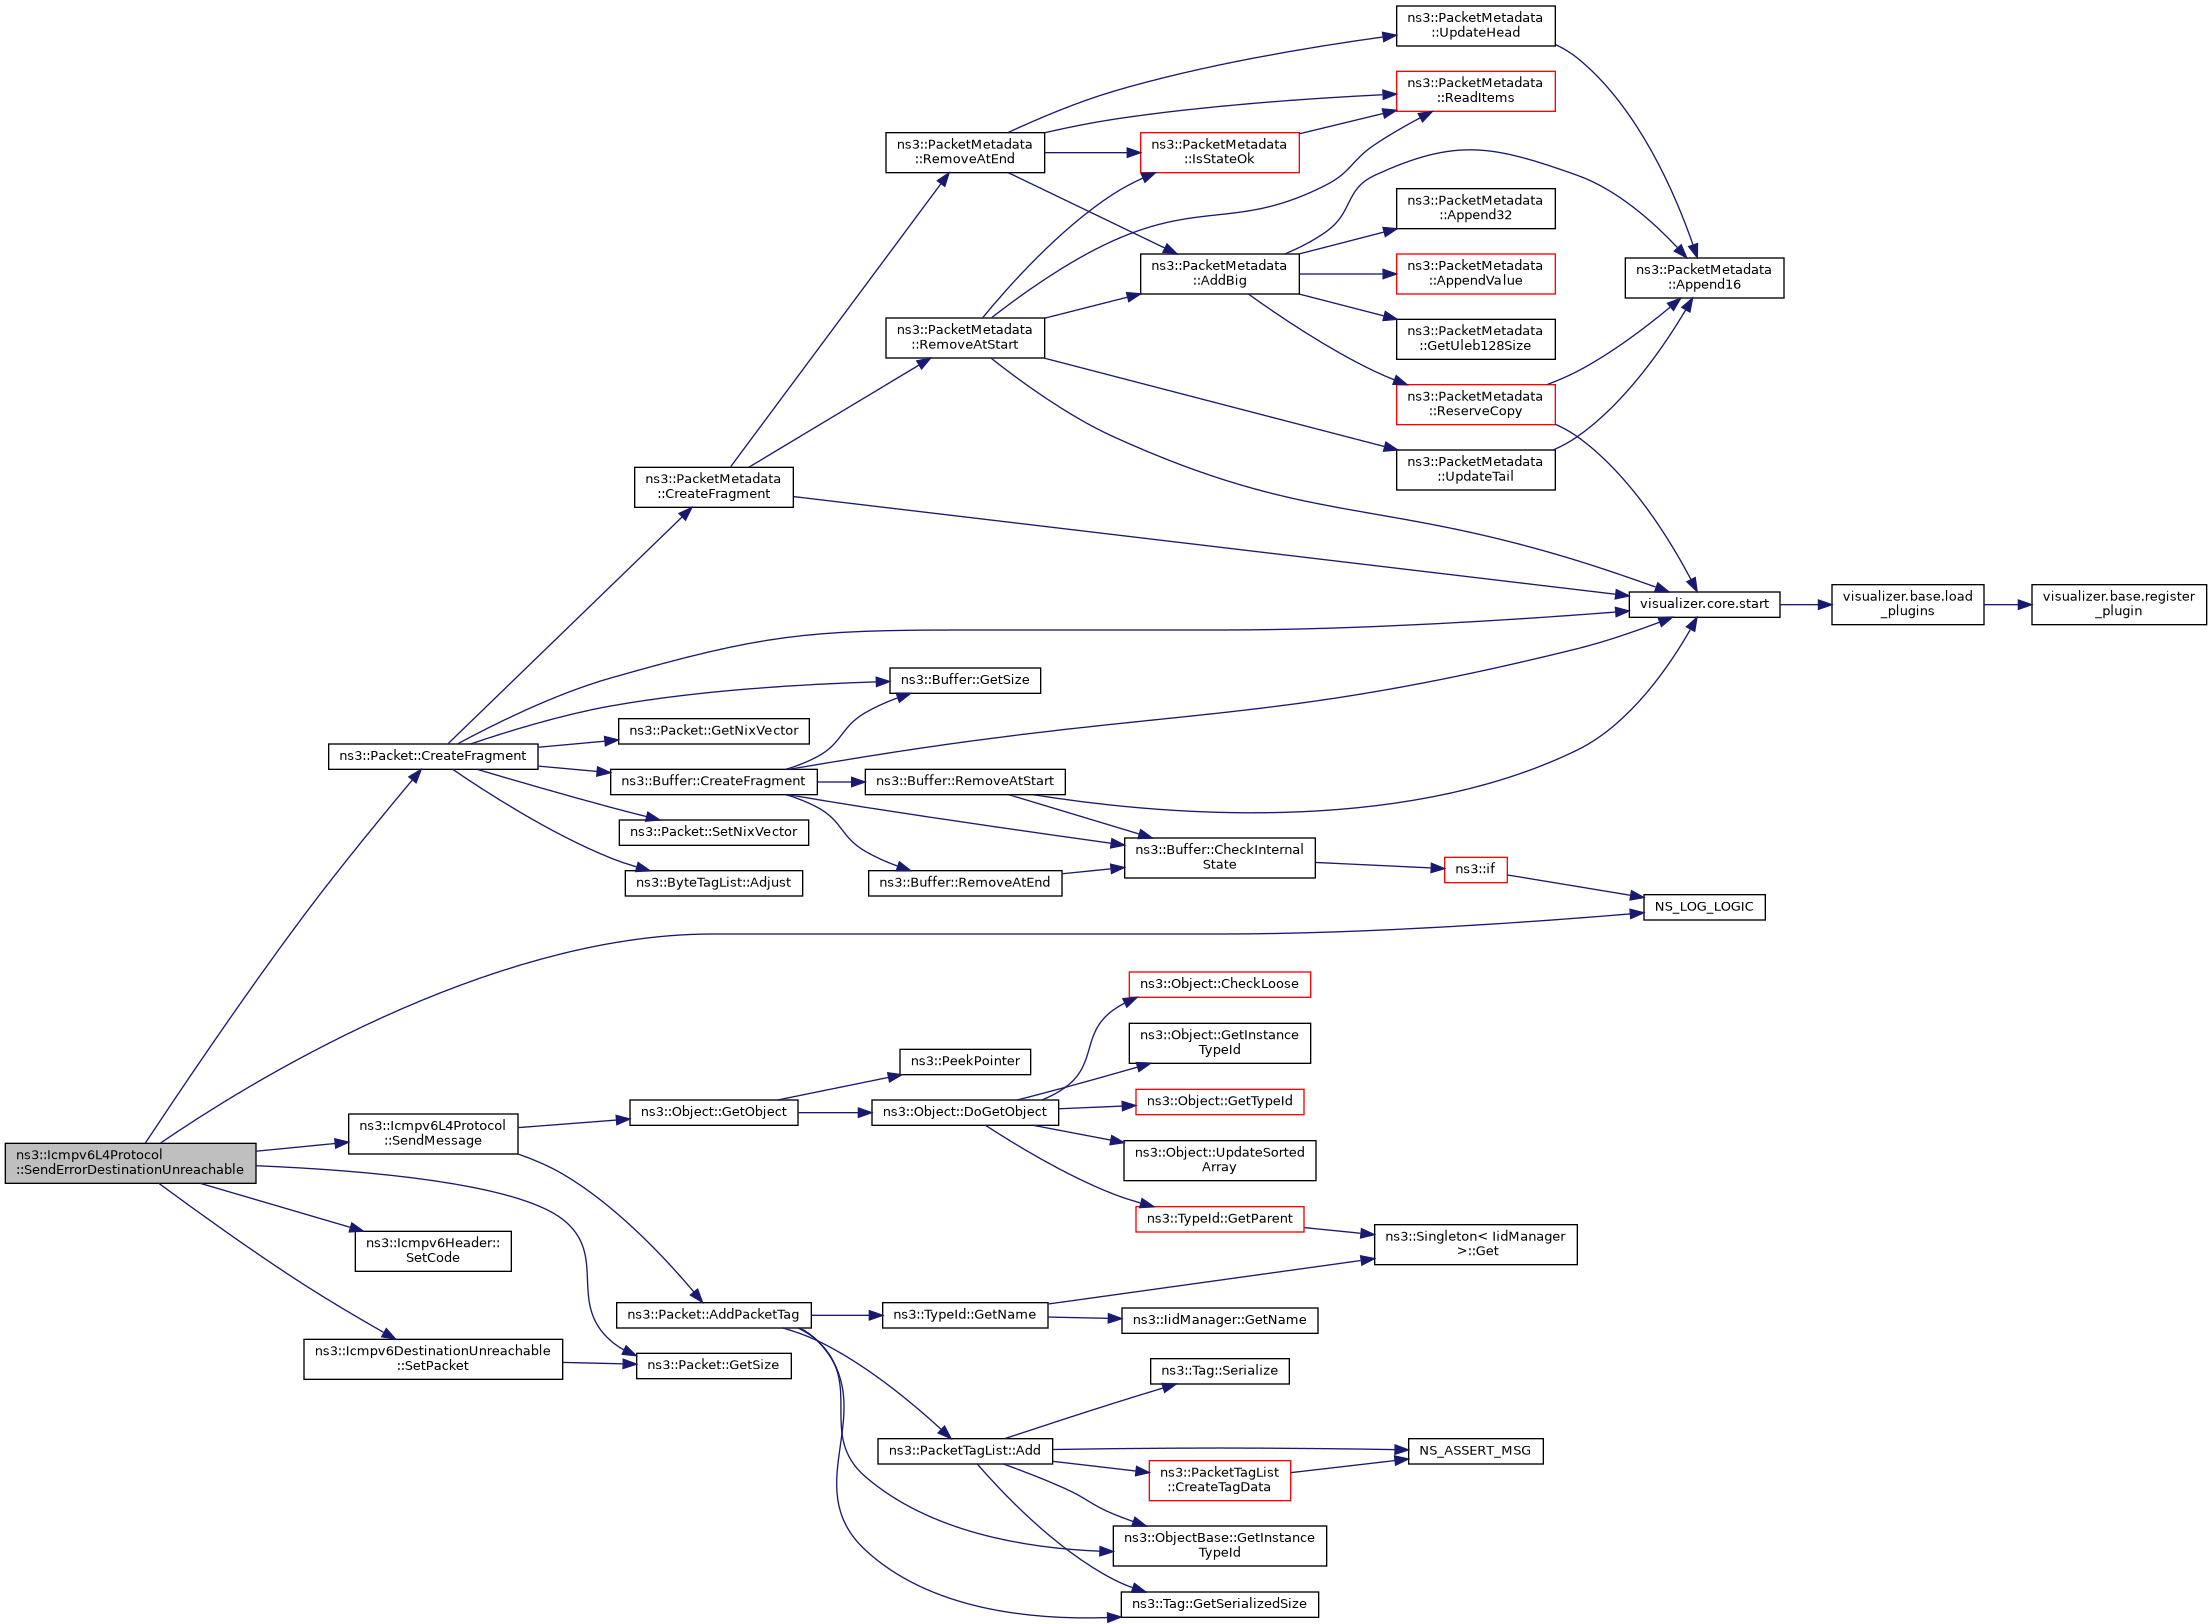 ns3::PacketMetadata
::UpdateHead
ns3::PacketMetadata
::ReadItems
ns3::PacketMetadata
::RemoveAtEnd
ns3::PacketMetadata
::IsStateOk
ns3::PacketMetadata
::Append32
ns3::PacketMetadata
::AddBig
ns3::PacketMetadata
::AppendValue
ns3::PacketMetadata
::Append16
ns3::PacketMetadata
::RemoveAtStart
ns3::PacketMetadata
::GetUleb128Size
ns3::PacketMetadata
::ReserveCopy
ns3::PacketMetadata
::UpdateTail
ns3::PacketMetadata
::CreateFragment
visualizer.core.start
visualizer.base.load
_plugins
visualizer.base.register
_plugin
ns3::Buffer::GetSize
ns3::Packet::GetNixVector
ns3::Packet::CreateFragment
ns3::Buffer::CreateFragment
ns3::Buffer::RemoveAtStart
ns3::Packet::SetNixVector
ns3::Buffer::CheckInternal
State
ns3::if
ns3::ByteTagList::Adjust
ns3::Buffer::RemoveAtEnd
NS_LOG_LOGIC
ns3::Object::CheckLoose
ns3::Object::GetInstance
TypeId
ns3::PeekPointer
ns3::Object::GetObject
ns3::Object::DoGetObject
ns3::Object::GetTypeId
ns3::Icmpv6L4Protocol
::SendMessage
ns3::Icmpv6L4Protocol
::SendErrorDestinationUnreachable
ns3::Object::UpdateSorted
Array
ns3::TypeId::GetParent
ns3::Icmpv6Header::
SetCode
ns3::Singleton< IidManager
>::Get
ns3::Packet::AddPacketTag
ns3::TypeId::GetName
ns3::IidManager::GetName
ns3::Icmpv6DestinationUnreachable
::SetPacket
ns3::Packet::GetSize
ns3::Tag::Serialize
ns3::PacketTagList::Add
NS_ASSERT_MSG
ns3::PacketTagList
::CreateTagData
ns3::ObjectBase::GetInstance
TypeId
ns3::Tag::GetSerializedSize